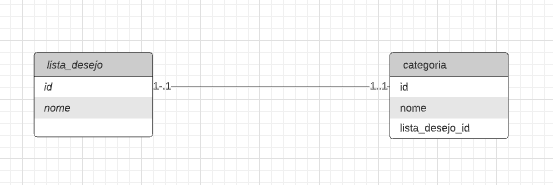 lista_desejo
id
nome
1-.1
1..1
categoria
id
nome
lista_desejo_id